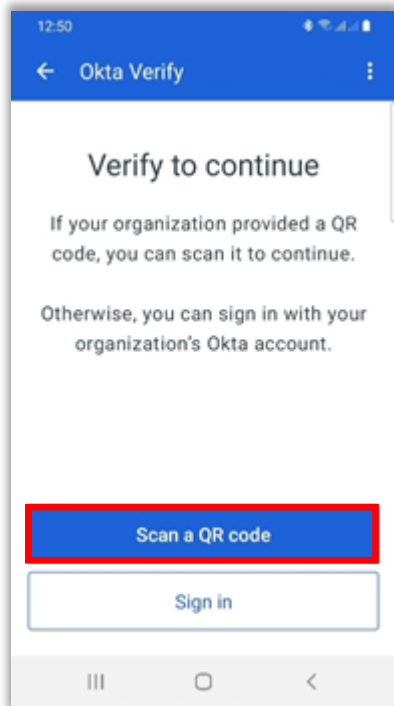 12:50
Okta Verify
Verify to continue
If your organization provided a QR
code, you can scan it to continue.
Otherwise, you can sign in with your
organization's Okta account.
Scan a QR code
Sign in